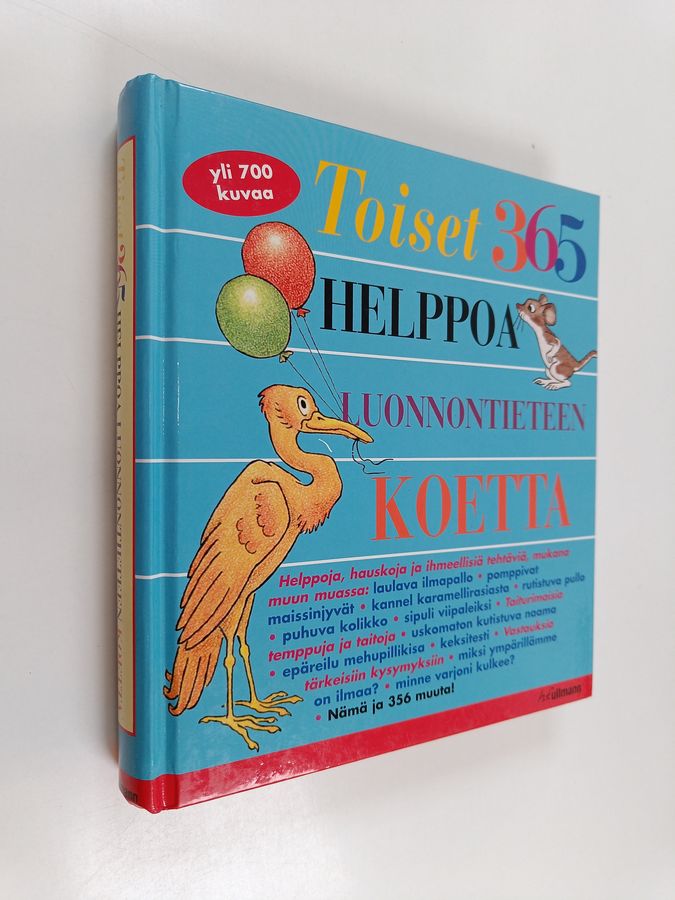 yli 700
kuvaa
Toiset 365
HELPPOA
LUONNONTIETEEN
KOETTA
Helppoja, hauskoja ja ihmeellisiä tehtäviä, mukana
muun muassa: laulava ilmapallo • pomppivat
maissinjyvät • kannel karamellirasiasta • rutistuva pullo
• puhuva kolikko • sipuli viipaleiksi • Taiturimaisia
temppuja ja taitoja • uskomaton kutistuva naama
• epäreilu mehupillikisa • keksitesti • Vastauksia
tärkeisiin kysymyksiin • miksi ympärillämme
on ilmaa? • minne varjoni kulkee?
• Nämä ja 356 muuta!
h.f.ullmann